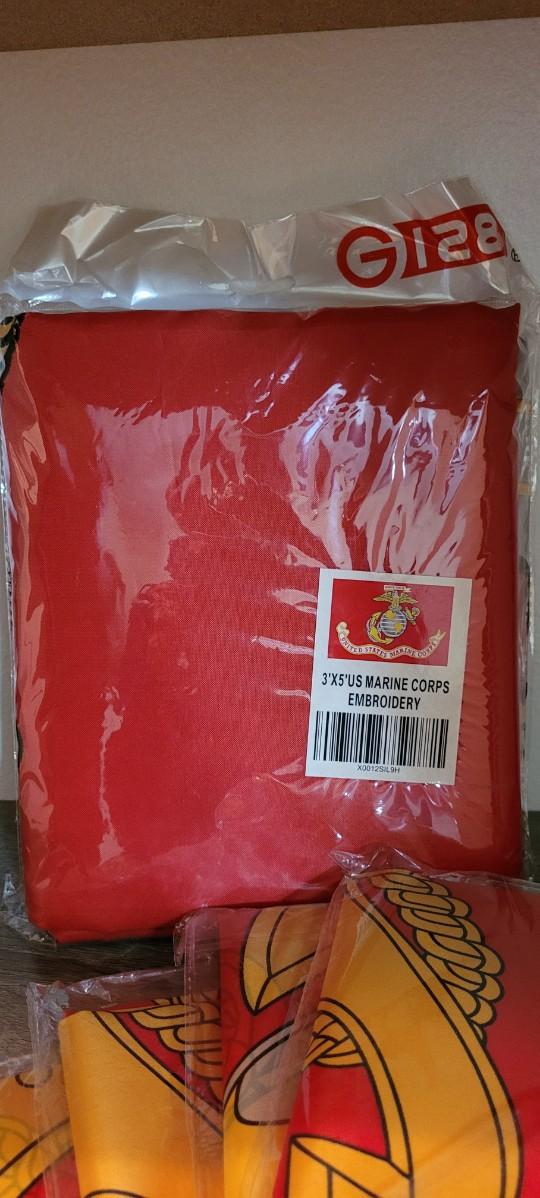 G128
UNITED STATES MARINE CORPS
3'X5'US MARINE CORPS
EMBROIDERY
X0012SIL9H